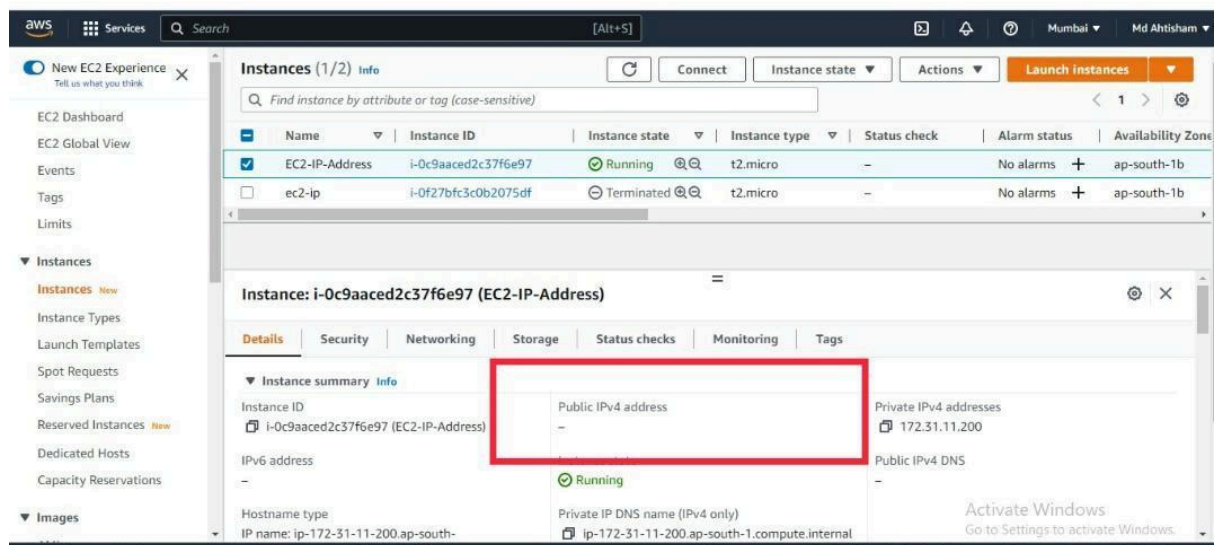 aws Services Search [Alt+S] Mumbai ▼ Md Ahtisham ▼
New EC2 Experience
Tell us what you think
EC2 Dashboard
EC2 Global View
Events
Tags
Limits
▼ Instances
Instances New
Instance Types
Launch Templates
Spot Requests
Savings Plans
Reserved Instances New
Dedicated Hosts
Capacity Reservations
▼ Images
Instances (1/2) Info Connect Instance state ▼ Actions ▼ Launch instances ▼
Find instance by attribute or tag (case-sensitive) < 1 >
Name Instance ID Instance state Instance type Status check Alarm status Availability Zone
EC2-IP-Address i-0c9aaced2c37f6e97 Running t2.micro – No alarms + ap-south-1b
ec2-ip i-0f27bfc3c0b2075df Terminated t2.micro – No alarms + ap-south-1b
Instance: i-0c9aaced2c37f6e97 (EC2-IP-Address)
Details Security Networking Storage Status checks Monitoring Tags
▼ Instance summary Info
Instance ID Public IPv4 address Private IPv4 addresses
i-0c9aaced2c37f6e97 (EC2-IP-Address) – 172.31.11.200
IPv6 address Public IPv4 DNS
– Running –
Hostname type Private IP DNS name (IPv4 only)
IP name: ip-172-31-11-200.ap-south- ip-172-31-11-200.ap-south-1.compute.internal
Activate Windows
Go to Settings to activate Windows.